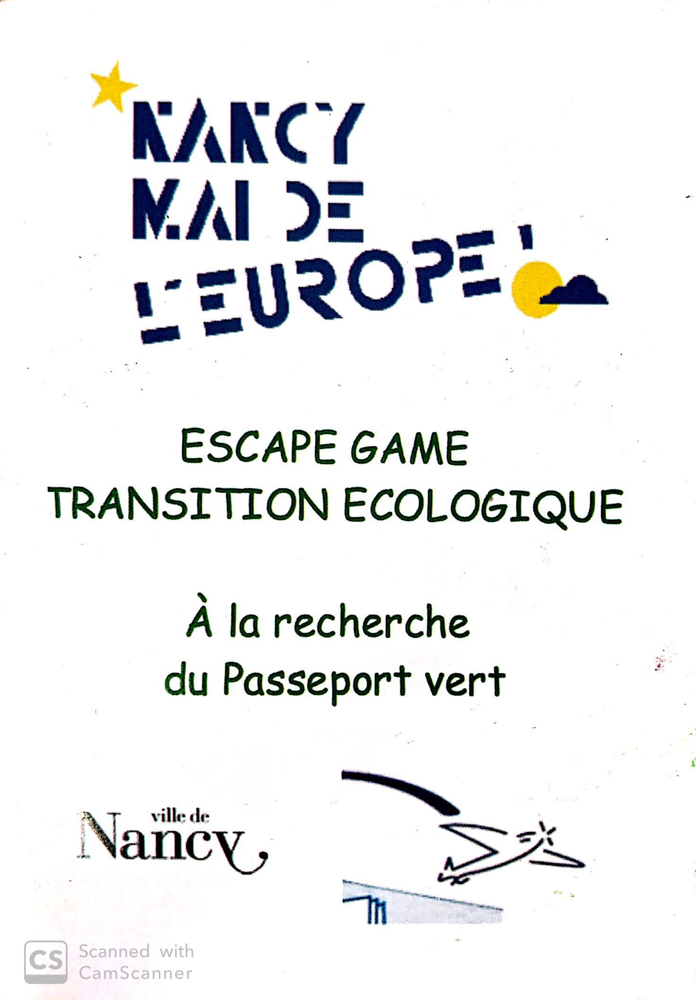 NANCY
MAI DE
L'EUROPE !
ESCAPE GAME
TRANSITION ECOLOGIQUE
À la recherche
du Passeport vert
ville de
Nancy
CS
Scanned with
CamScanner